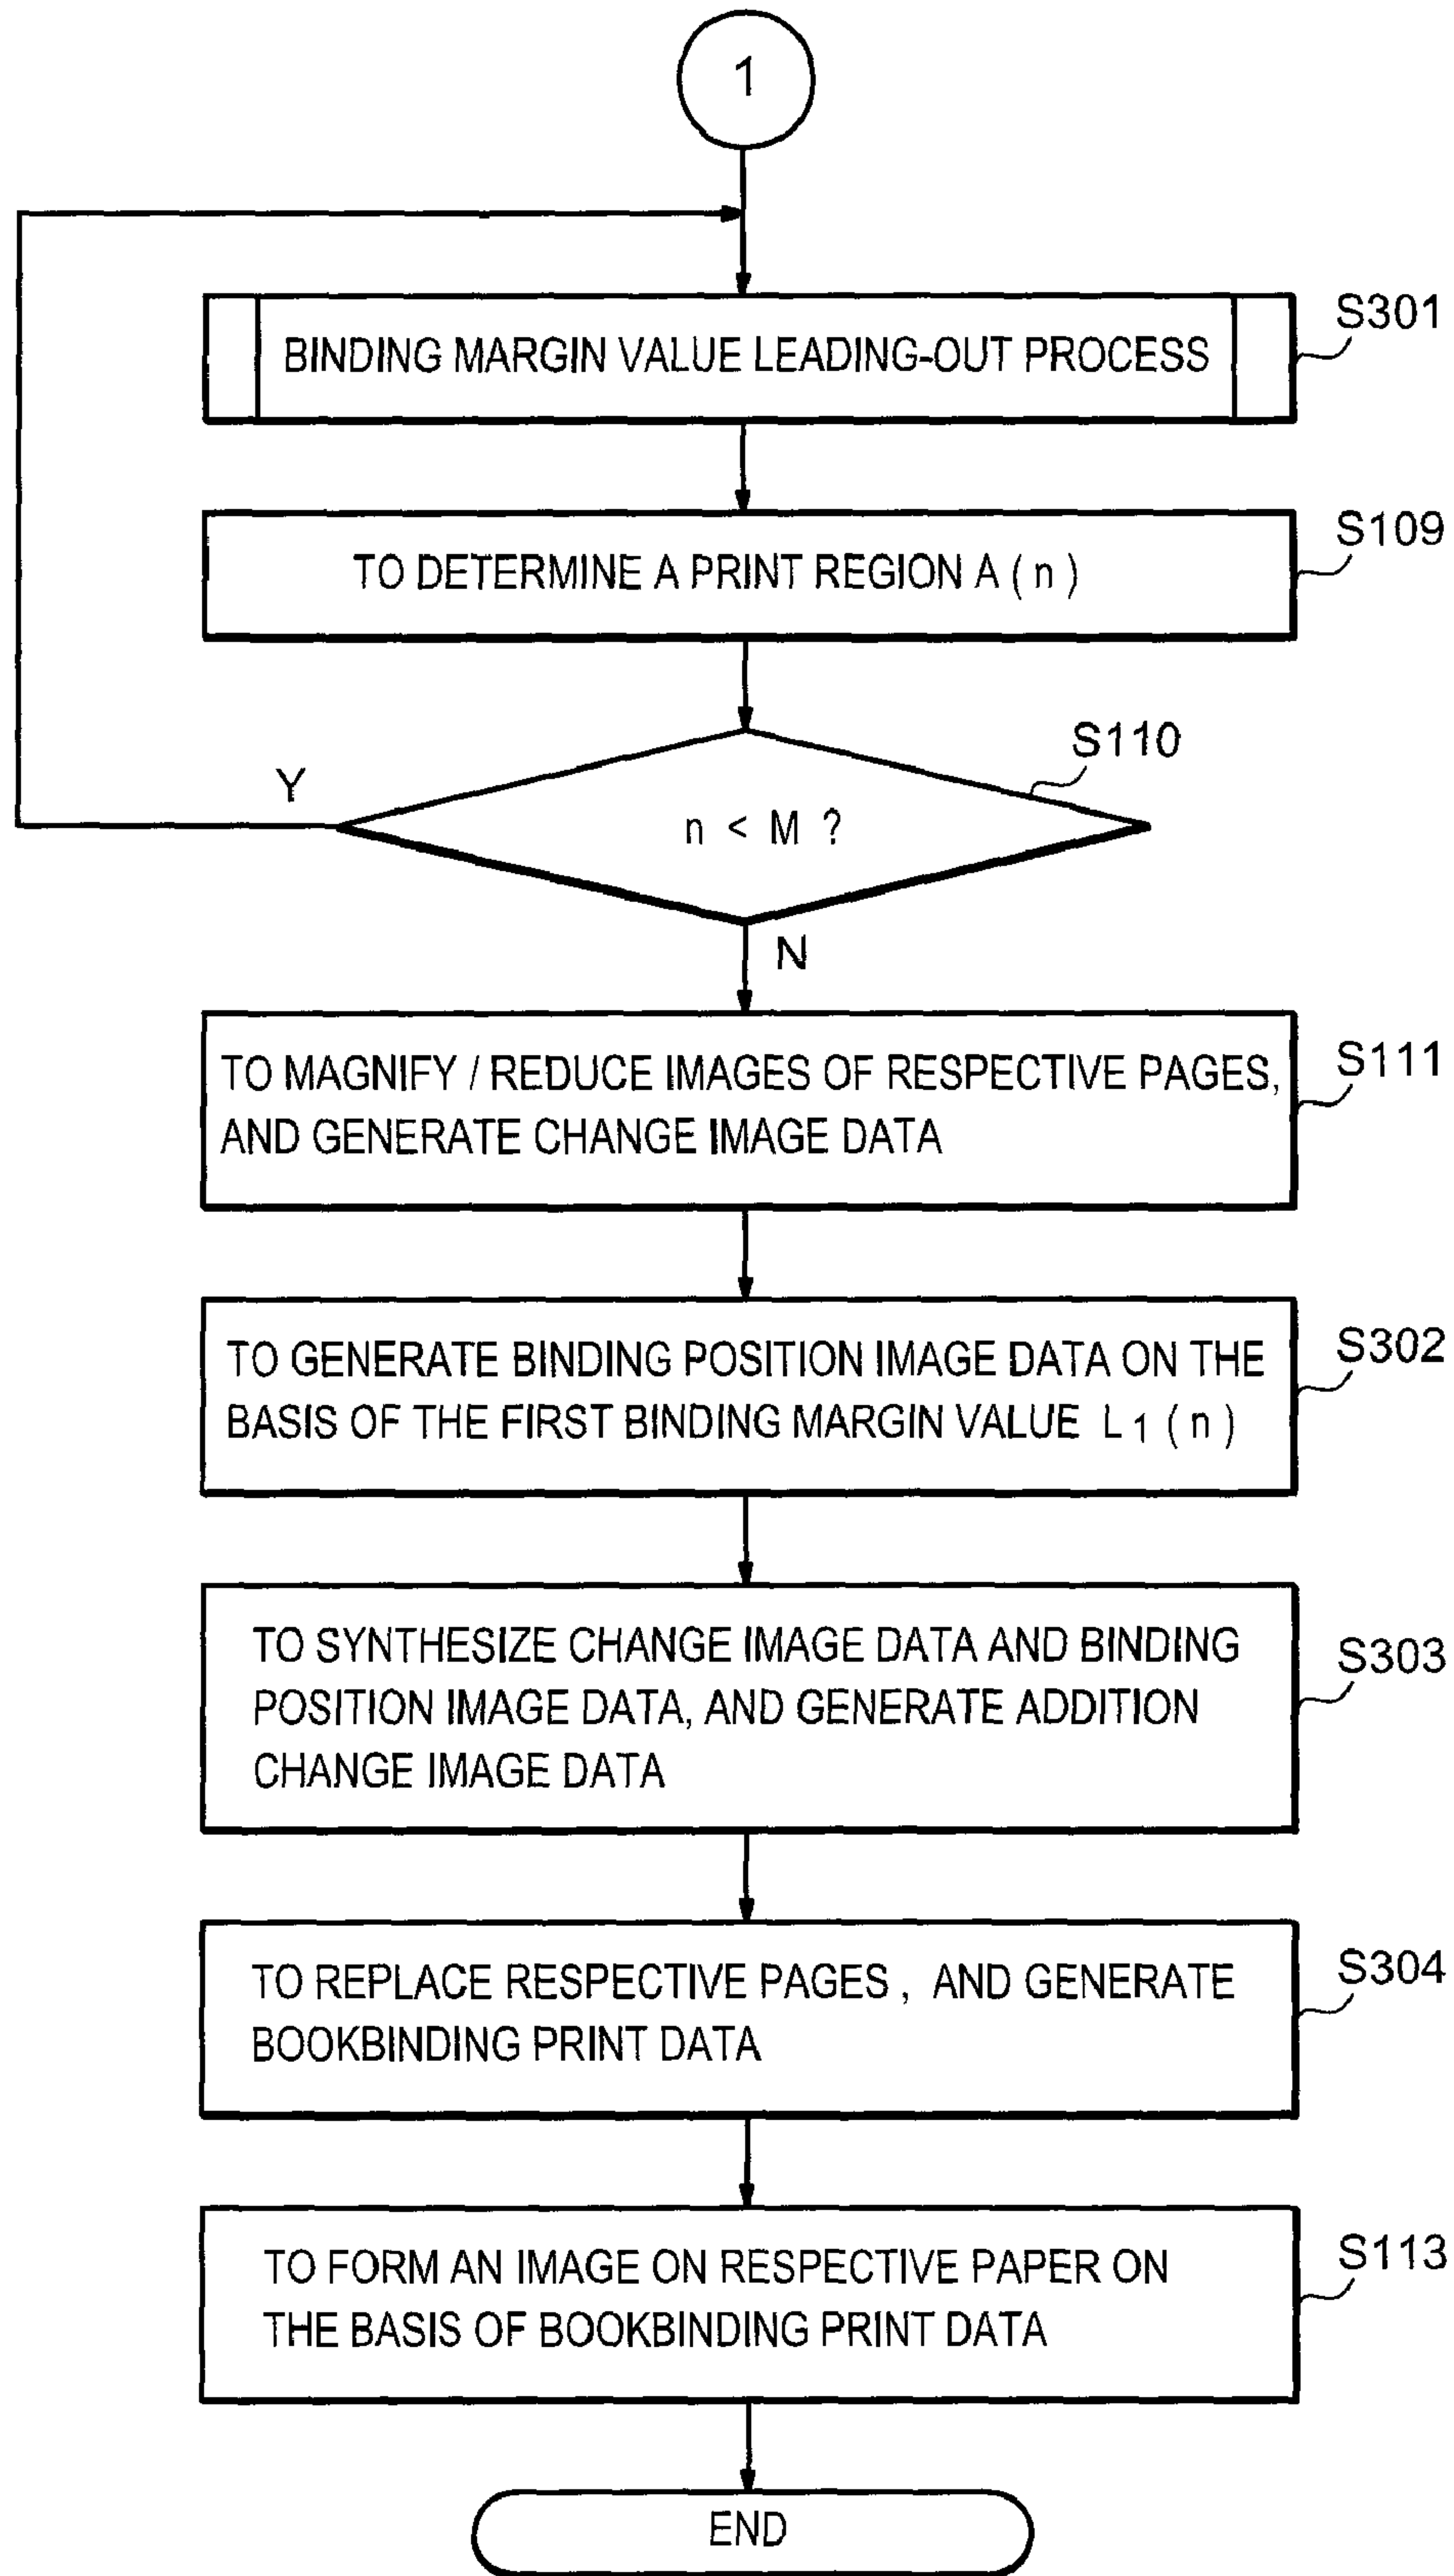 1
BINDING MARGIN VALUE LEADING-OUT PROCESS
S301
TO DETERMINE A PRINT REGION A ( n )
S109
S110
Y
n < M ?
N
TO MAGNIFY / REDUCE IMAGES OF RESPECTIVE PAGES,
AND GENERATE CHANGE IMAGE DATA
S111
TO GENERATE BINDING POSITION IMAGE DATA ON THE
BASIS OF THE FIRST BINDING MARGIN VALUE L 1 ( n )
S302
TO SYNTHESIZE CHANGE IMAGE DATA AND BINDING
POSITION IMAGE DATA, AND GENERATE ADDITION
CHANGE IMAGE DATA
S303
TO REPLACE RESPECTIVE PAGES , AND GENERATE
BOOKBINDING PRINT DATA
S304
TO FORM AN IMAGE ON RESPECTIVE PAPER ON
THE BASIS OF BOOKBINDING PRINT DATA
S113
END